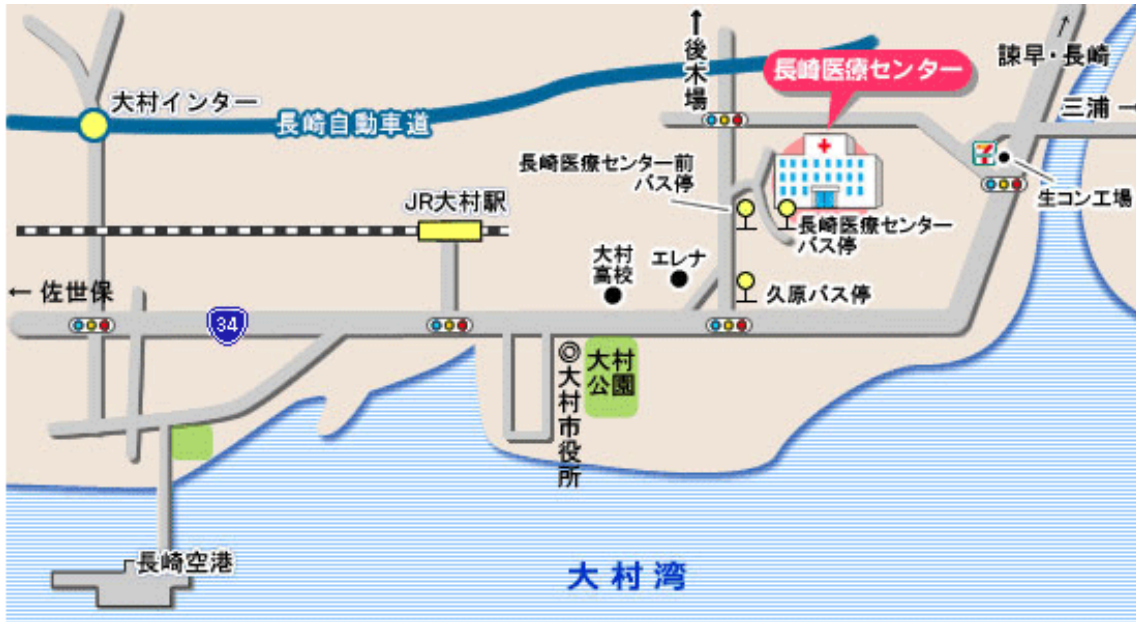 ↑
後木場
長崎医療センター
諫早・長崎
大村インター
長崎自動車道
三浦 →
長崎医療センター前
バス停
生コン工場
JR大村駅
長崎医療センター
バス停
大村
高校
エレナ
久原バス停
← 佐世保
34
◎大村市役所
大村
公園
長崎空港
大村湾
7